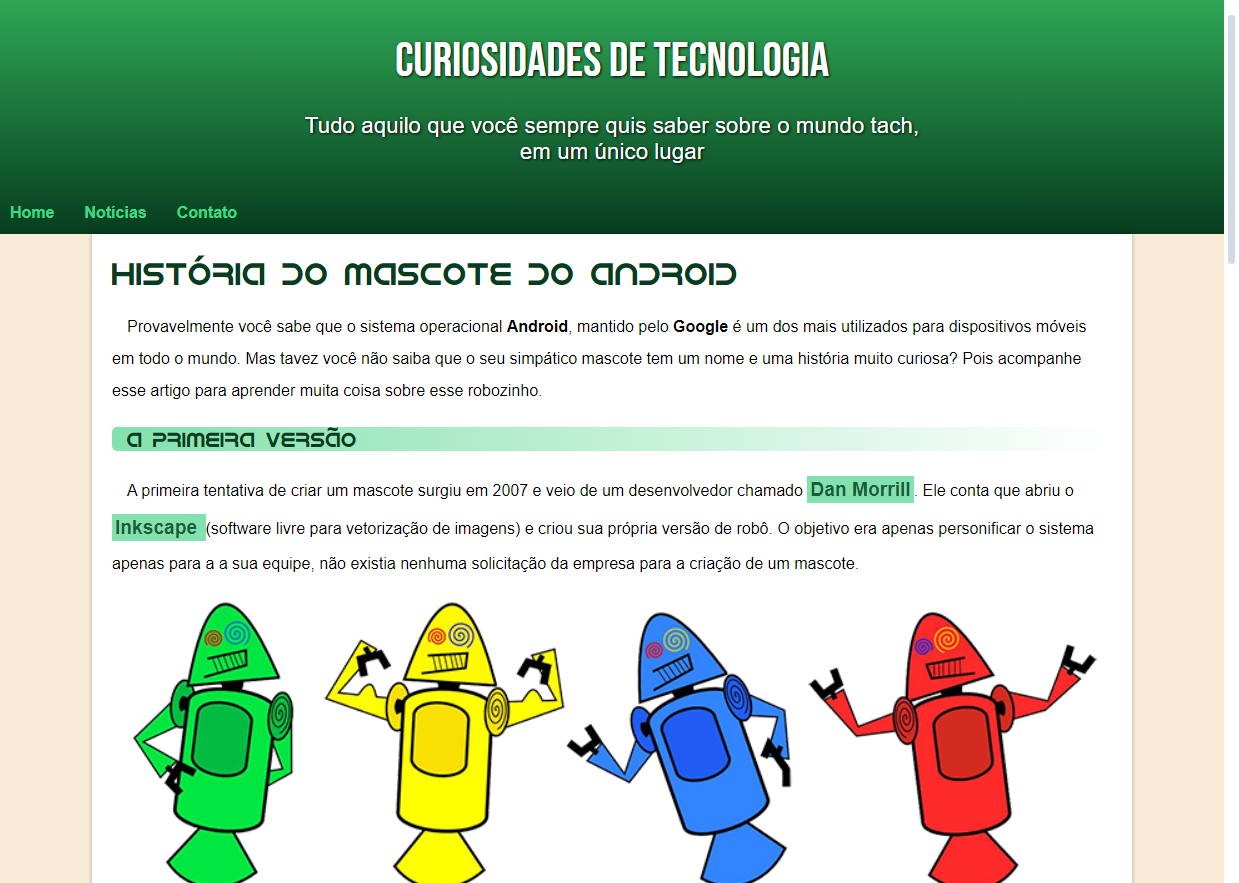 CURIOSIDADES DE TECNOLOGIA
Tudo aquilo que você sempre quis saber sobre o mundo tach,
em um único lugar
Home Notícias Contato
HISTÓRIA DO MASCOTE DO ANDROID
Provavelmente você sabe que o sistema operacional Android, mantido pelo Google é um dos mais utilizados para dispositivos móveis
em todo o mundo. Mas tavez você não saiba que o seu simpático mascote tem um nome e uma história muito curiosa? Pois acompanhe
esse artigo para aprender muita coisa sobre esse robozinho.
A PRIMEIRA VERSÃO
A primeira tentativa de criar um mascote surgiu em 2007 e veio de um desenvolvedor chamado Dan Morrill. Ele conta que abriu o
Inkscape (software livre para vetorização de imagens) e criou sua própria versão de robô. O objetivo era apenas personificar o sistema
apenas para a a sua equipe, não existia nenhuma solicitação da empresa para a criação de um mascote.